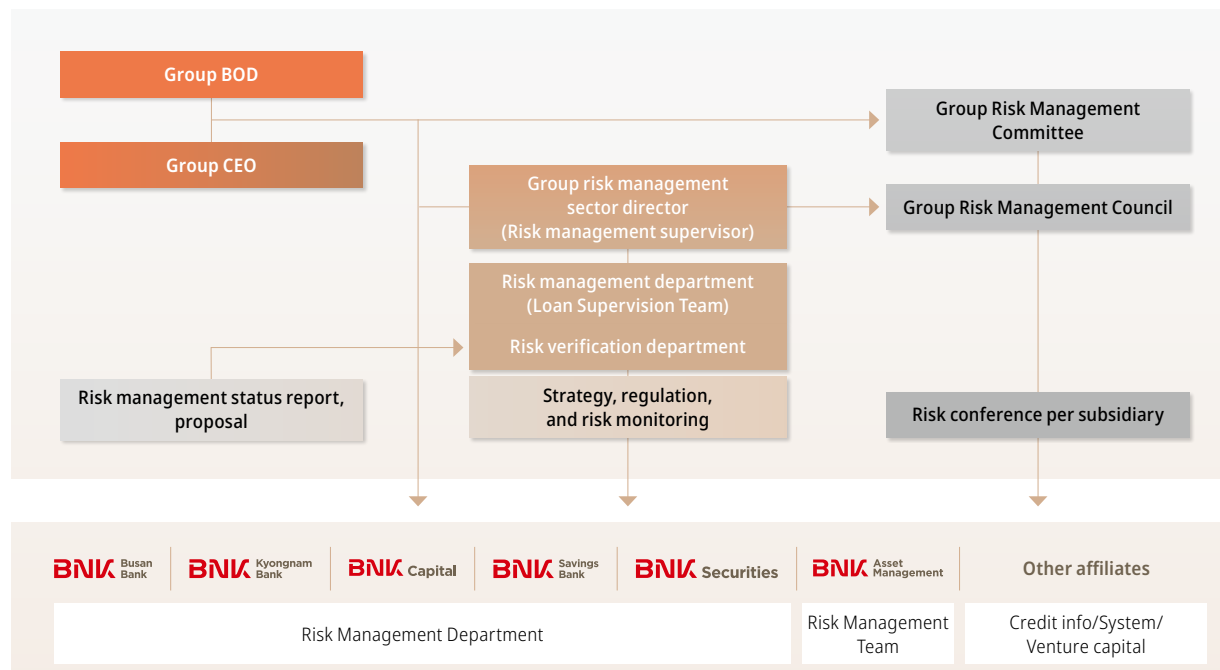 Group BOD
Group CEO
Group Risk Management
Committee
Group risk management
sector director
(Risk management supervisor)
Group Risk Management Council
Risk management department
(Loan Supervision Team)
Risk verification department
Risk management status report,
proposal
Strategy, regulation,
and risk monitoring
Risk conference per subsidiary
BNK Busan
Bank
BNK Kyongnam
Bank
BNK Capital
BNK Savings
Bank
BNK Securities
BNK Asset
Management
Other affiliates
Risk Management Department
Risk Management
Team
Credit info/System/
Venture capital